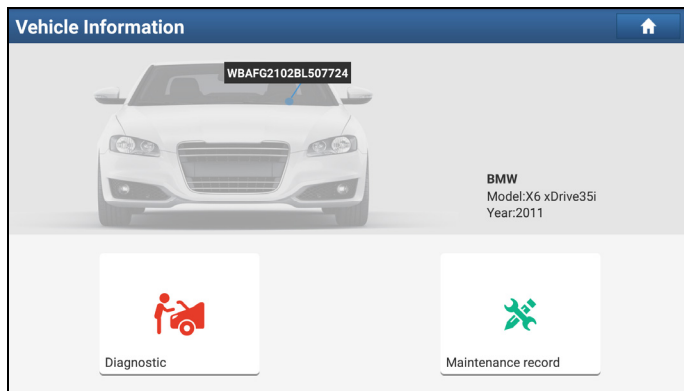 Vehicle Information
WBAFG2102BL507724
BMW
Model:X6 xDrive35i
Year:2011
Diagnostic
Maintenance record